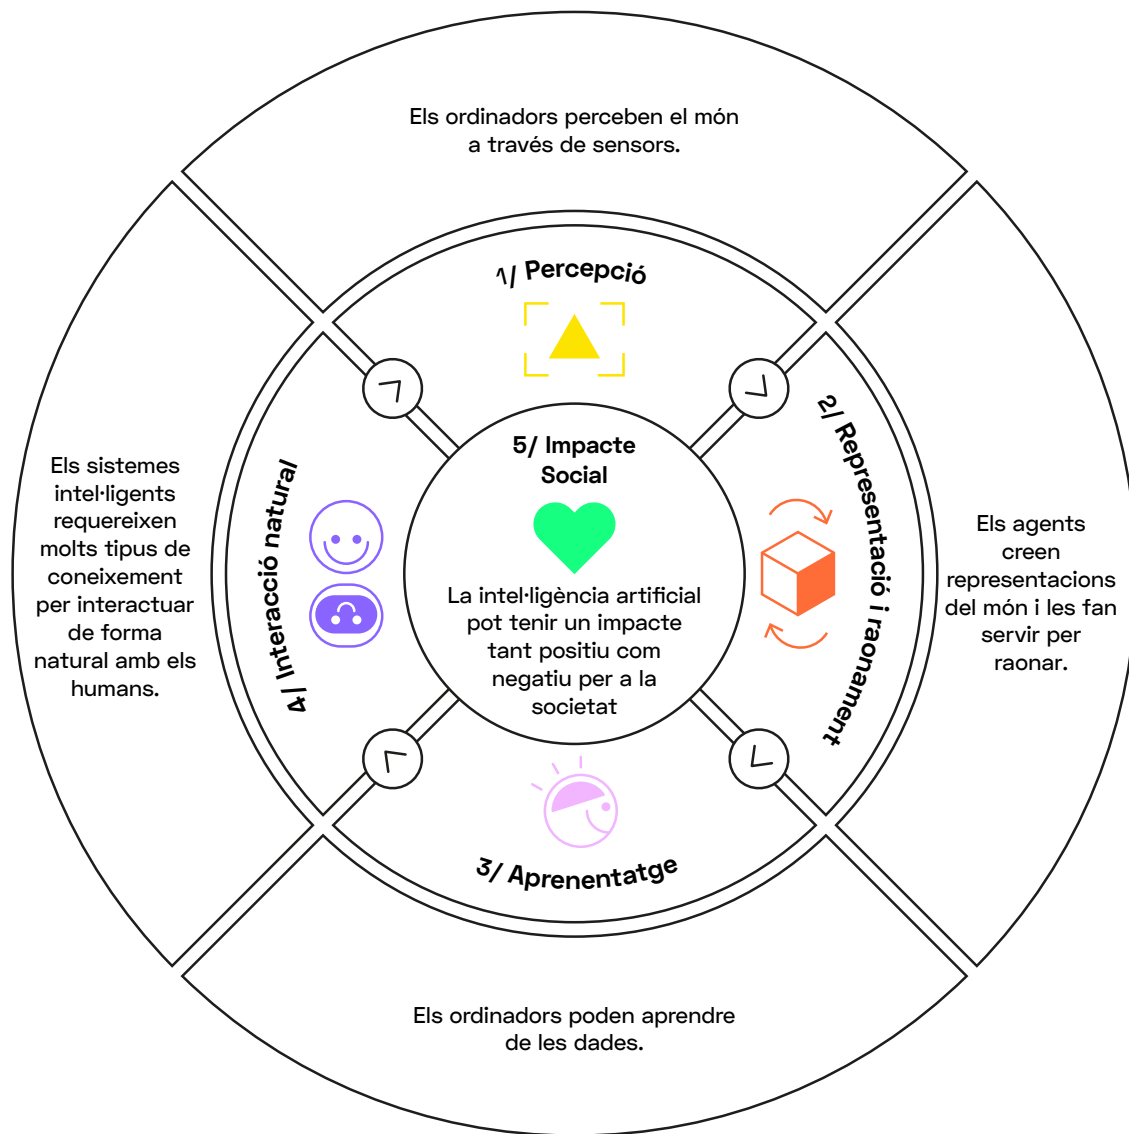 Els ordinadors perceben el món
a través de sensors.
1/ Percepció
2/ Representació i raonament
Els agents
creen
representacions
del món i les fan
servir per
raonar.
3/ Aprenentatge
Els ordinadors poden aprendre
de les dades.
4/ Interacció natural
Els sistemes
intel·ligents
requereixen
molts tipus de
coneixement
per interactuar
de forma
natural amb els
humans.
5/ Impacte
Social
La intel·ligència artificial
pot tenir un impacte
tant positiu com
negatiu per a la
societat